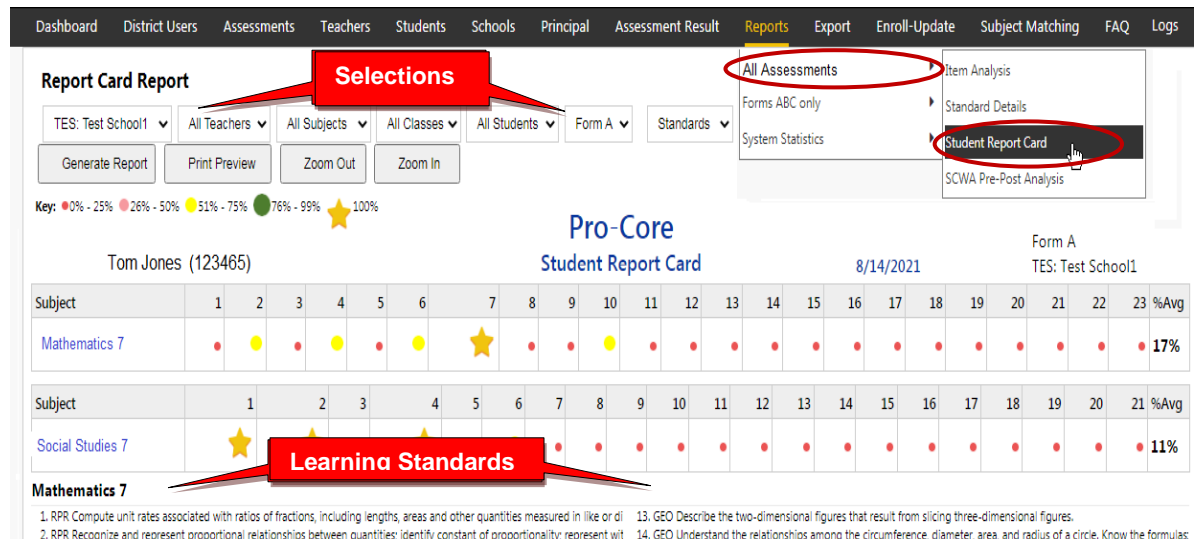 Dashboard District Users Assessments Teachers Students Schools Principal Assessment Result Reports Export Enroll-Update Subject Matching FAQ Logs
Report Card Report
Selections
All Assessments
Item Analysis
Forms ABC only
Standard Details
System Statistics
Student Report Card
SCWA Pre-Post Analysis
TES: Test School1 All Teachers All Subjects All Classes All Students Form A Standards
Generate Report Print Preview Zoom Out Zoom In
Key: 0% - 25% 26% - 50% 51% - 75% 76% - 99% 100%
Pro-Core
Form A
Tom Jones (123465) Student Report Card 8/14/2021 TES: Test School1
Subject 1 2 3 4 5 6 7 8 9 10 11 12 13 14 15 16 17 18 19 20 21 22 23 %Avg
Mathematics 7 17%
Subject 1 2 3 4 5 6 7 8 9 10 11 12 13 14 15 16 17 18 19 20 21 %Avg
Social Studies 7 11%
Learning Standards
Mathematics 7
1. RPR Compute unit rates associated with ratios of fractions, including lengths, areas and other quantities measured in like or di
13. GEO Describe the two-dimensional figures that result from slicing three-dimensional figures.
2. RPR Recognize and represent proportional relationships between quantities; identify constant of proportionality; represent wit
14. GEO Understand the relationships among the circumference, diameter, area, and radius of a circle. Know the formulas